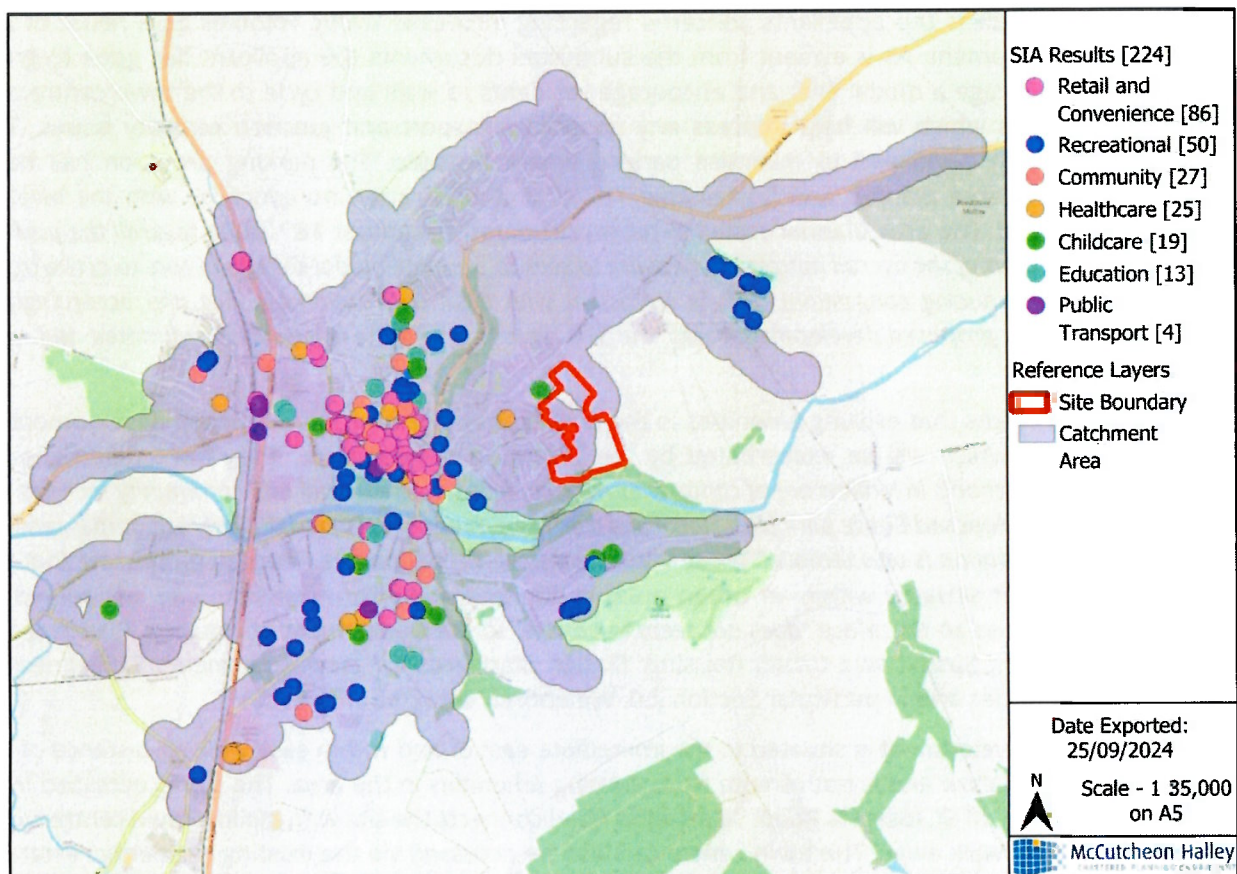 SIA Results [224]
Retail and
Convenience [86]
Recreational [50]
Community [27]
Healthcare [25]
Childcare [19]
Education [13]
Public
Transport [4]
Reference Layers
Site Boundary
Catchment
Area
Date Exported:
25/09/2024
N
Scale - 1 35,000
on A5
McCutcheon Halley